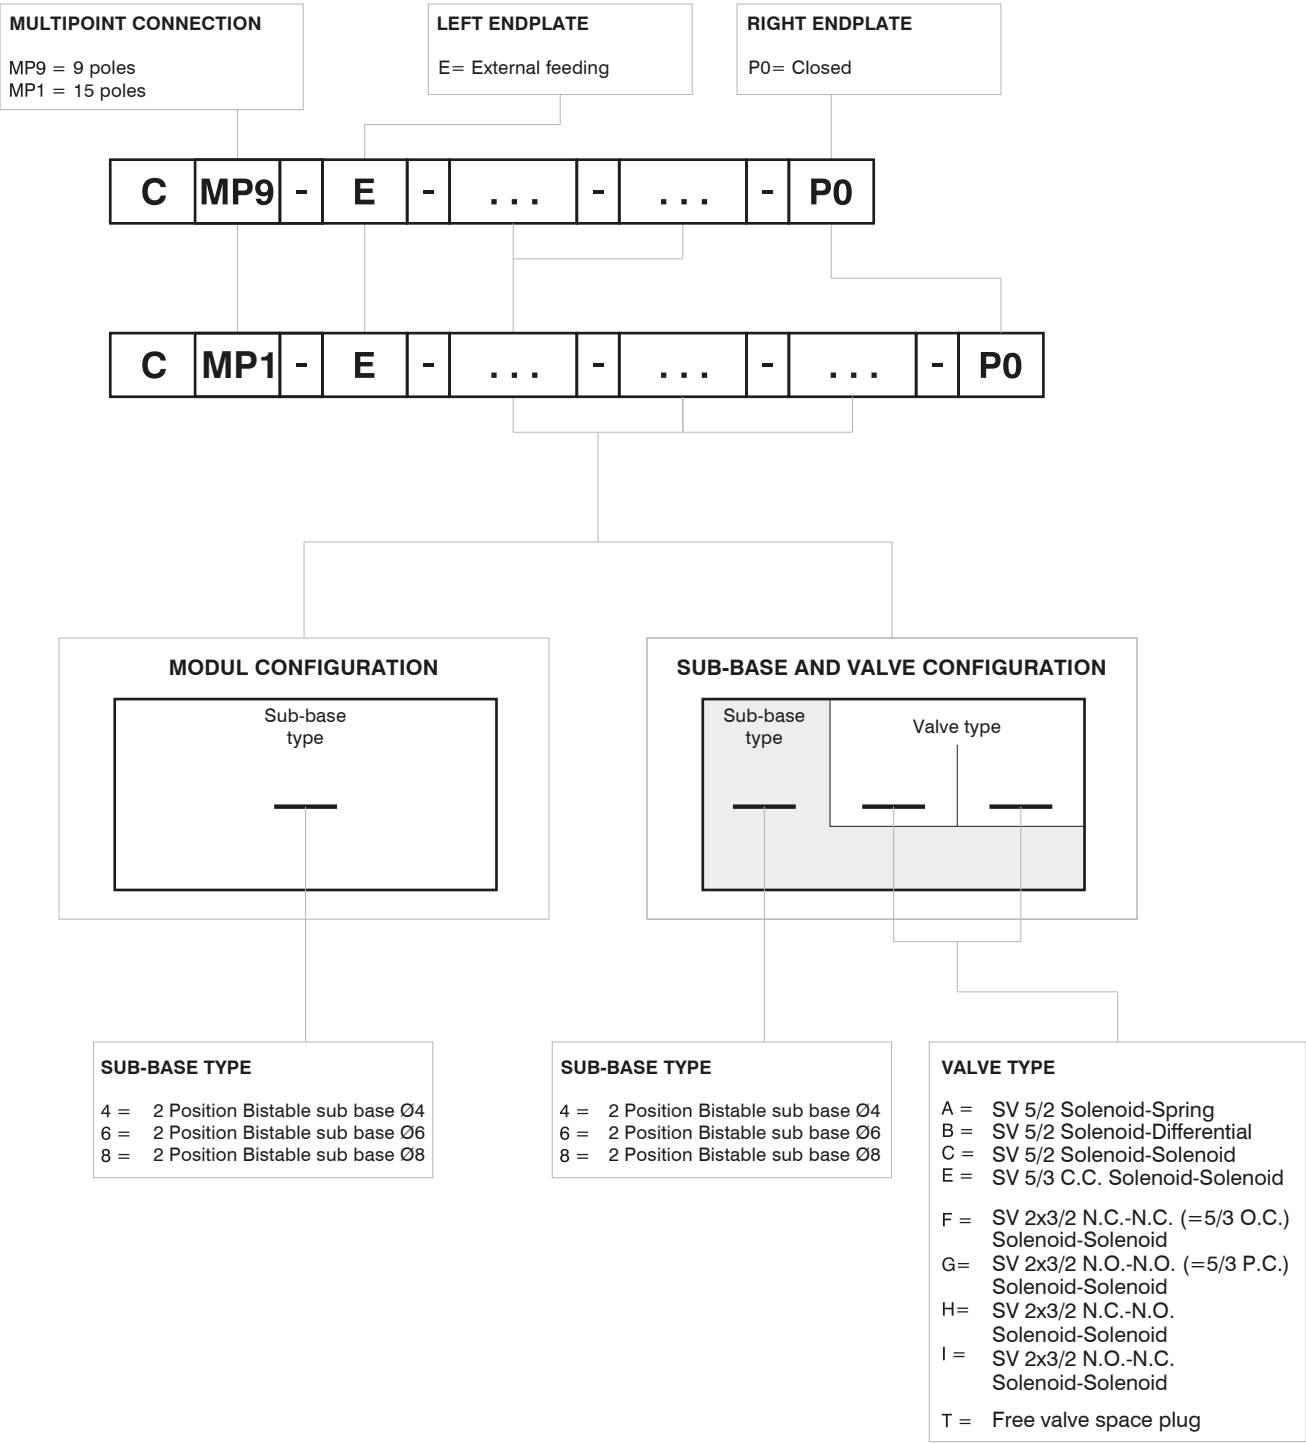 MULTIPOINT CONNECTION
MP9 = 9 poles
MP1 = 15 poles
LEFT ENDPLATE
E= External feeding
RIGHT ENDPLATE
P0= Closed
C MP9 - E - ... - ... - P0
C MP1 - E - ... - ... - ... - P0
MODUL CONFIGURATION
Sub-base
type
SUB-BASE AND VALVE CONFIGURATION
Sub-base
type
Valve type
SUB-BASE TYPE
4 = 2 Position Bistable sub base Ø4
6 = 2 Position Bistable sub base Ø6
8 = 2 Position Bistable sub base Ø8
SUB-BASE TYPE
4 = 2 Position Bistable sub base Ø4
6 = 2 Position Bistable sub base Ø6
8 = 2 Position Bistable sub base Ø8
VALVE TYPE
A = SV 5/2 Solenoid-Spring
B = SV 5/2 Solenoid-Differential
C = SV 5/2 Solenoid-Solenoid
E = SV 5/3 C.C. Solenoid-Solenoid
F = SV 2x3/2 N.C.-N.C. (=5/3 O.C.)
Solenoid-Solenoid
G= SV 2x3/2 N.O.-N.O. (=5/3 P.C.)
Solenoid-Solenoid
H= SV 2x3/2 N.C.-N.O.
Solenoid-Solenoid
I = SV 2x3/2 N.O.-N.C.
Solenoid-Solenoid
T = Free valve space plug